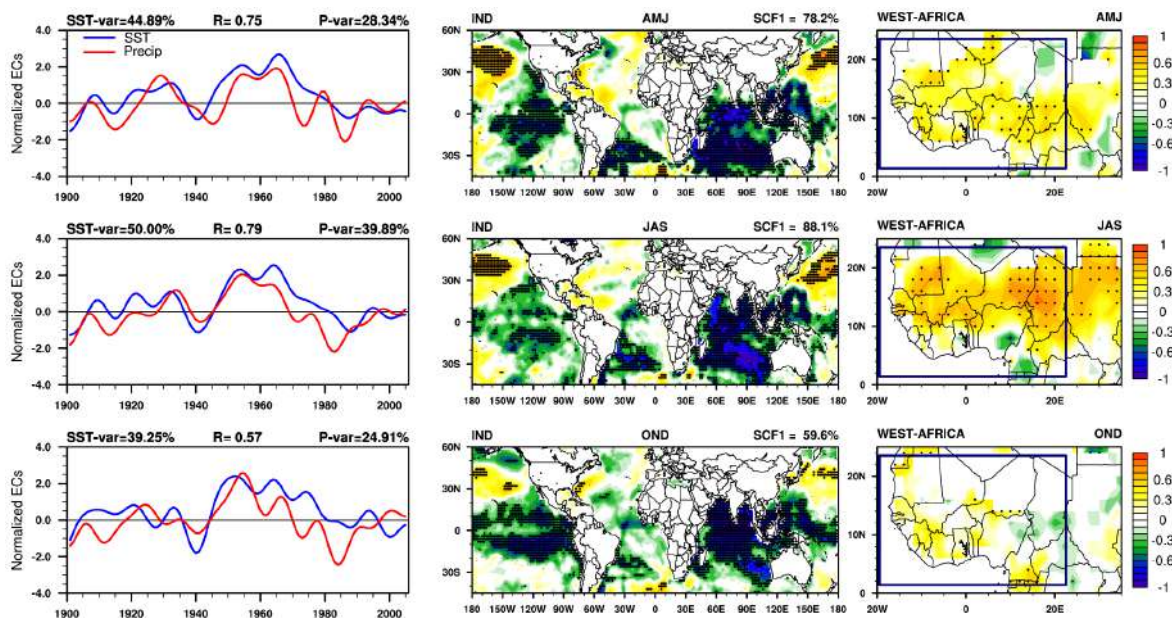 SST-var=44.89% R= 0.75 P-var=28.34%
SST
Precip
Normalized ECs
4.0
2.0
0.0
-2.0
-4.0
1900 1920 1940 1960 1980 2000
IND AMJ SCF1 = 78.2%
60N
30N
0
30S
180 150W 120W 90W 60W 30W 0 30E 60E 90E 120E 150E 180
WEST-AFRICA AMJ
20N
10N
0
20W 0 20E
1
0.6
0.3
0
-0.3
-0.6
-1
SST-var=50.00% R= 0.79 P-var=39.89%
Normalized ECs
4.0
2.0
0.0
-2.0
-4.0
1900 1920 1940 1960 1980 2000
IND JAS SCF1 = 88.1%
60N
30N
0
30S
180 150W 120W 90W 60W 30W 0 30E 60E 90E 120E 150E 180
WEST-AFRICA JAS
20N
10N
0
20W 0 20E
1
0.6
0.3
0
-0.3
-0.6
-1
SST-var=39.25% R= 0.57 P-var=24.91%
Normalized ECs
4.0
2.0
0.0
-2.0
-4.0
1900 1920 1940 1960 1980 2000
IND OND SCF1 = 59.6%
60N
30N
0
30S
180 150W 120W 90W 60W 30W 0 30E 60E 90E 120E 150E 180
WEST-AFRICA OND
20N
10N
0
20W 0 20E
1
0.6
0.3
0
-0.3
-0.6
-1